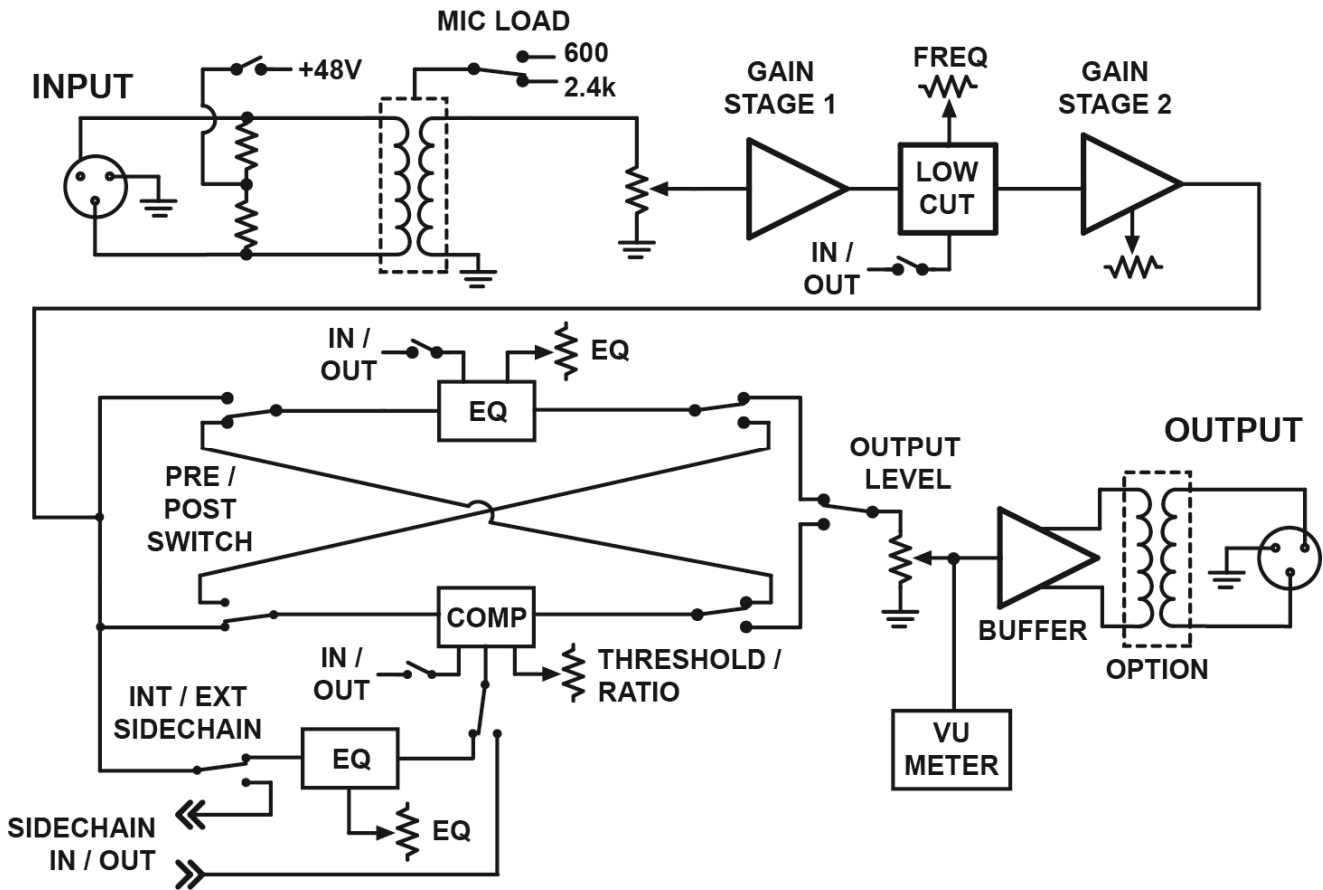 MIC LOAD
600
2.4k
INPUT
+48V
GAIN
STAGE 1
FREQ
GAIN
STAGE 2
LOW
CUT
IN /
OUT
IN /
OUT
EQ
EQ
PRE /
POST
SWITCH
OUTPUT
LEVEL
OUTPUT
COMP
BUFFER
OPTION
IN /
OUT
THRESHOLD /
RATIO
INT / EXT
SIDECHAIN
EQ
VU
METER
EQ
SIDECHAIN
IN / OUT